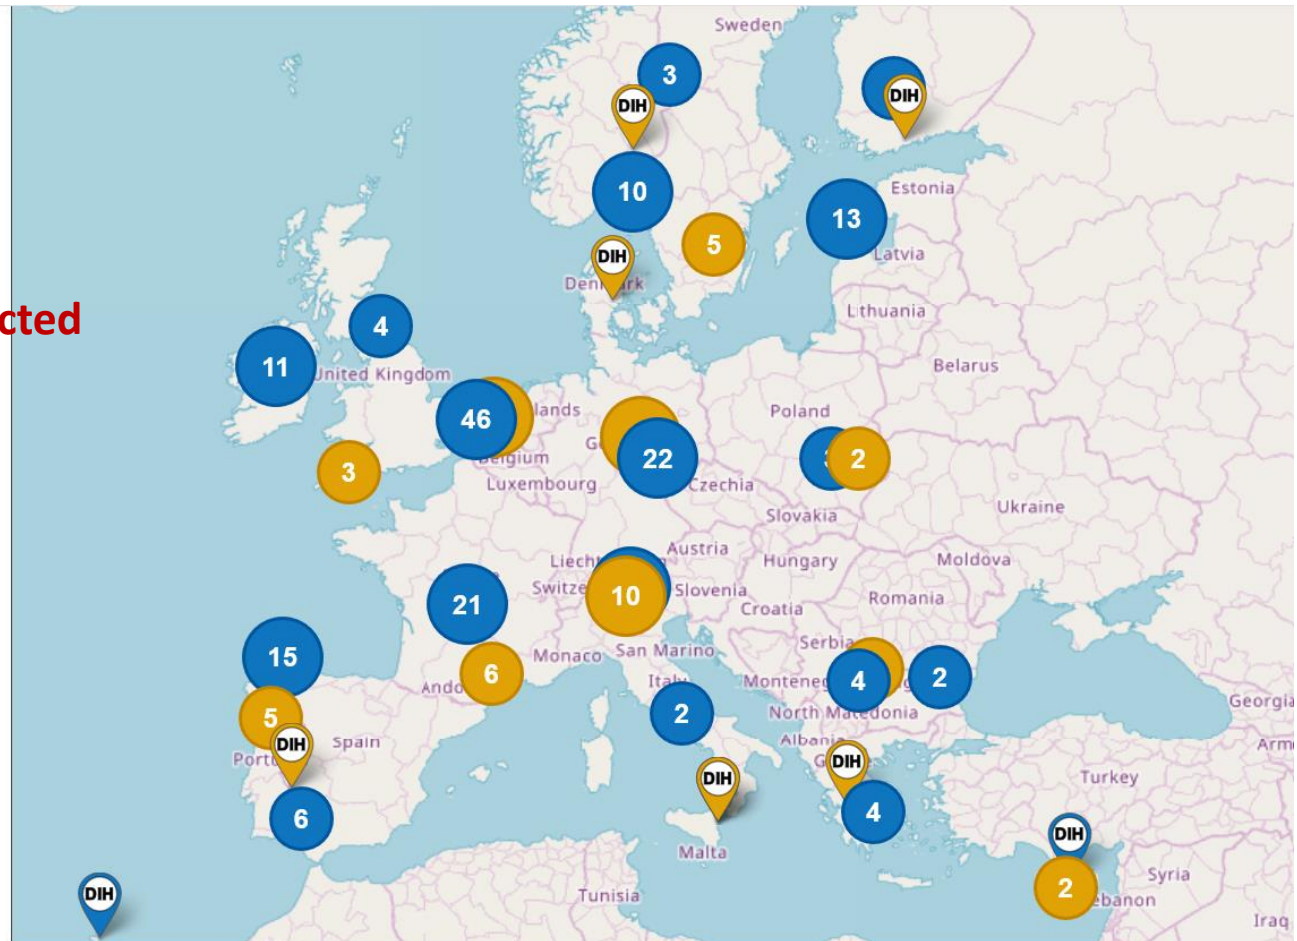 Sweden
3
DIH
DIH
10
Estonia
13
5
Latvia
DIH
Lithuania
cted
4
11
United Kingdom
Belarus
46
lands
Poland
22
2
Belgium
3
Luxembourg
Czechia
Ukraine
Slovakia
Austria
Hungary
Moldova
Slovenia
10
Romania
21
Croatia
Serbia
San Marino
Monaco
15
6
4
2
2
North Macedonia
5
Georgia
Albania
DIH
Spain
DIH
DIH
Turkey
6
4
DIH
Malta
2
Syria
DIH
Tunisia
Iraq